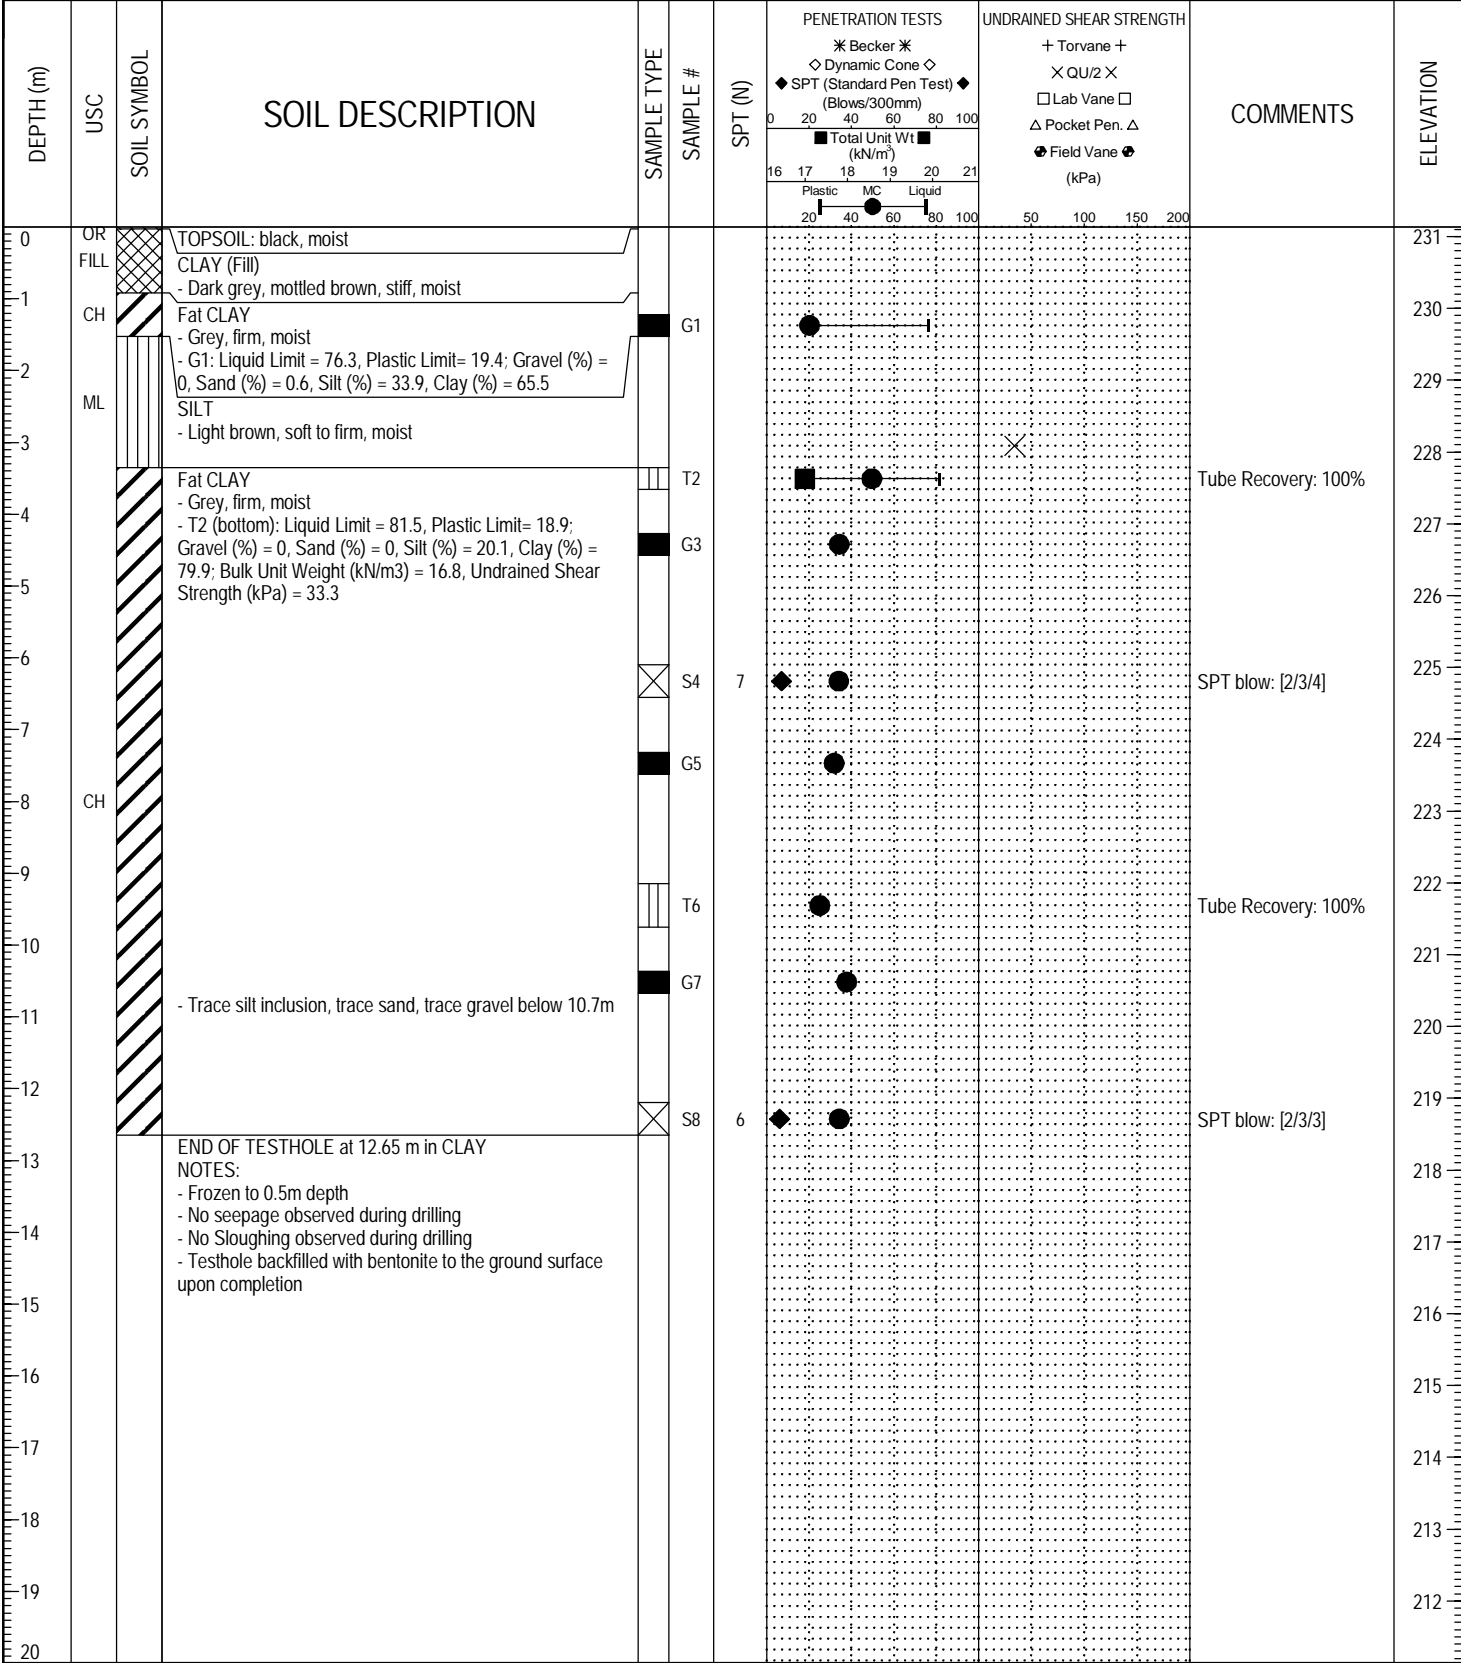 DEPTH (m)
USC
SOIL SYMBOL
SOIL DESCRIPTION
SAMPLE TYPE
SAMPLE #
SPT (N)
PENETRATION TESTS
✳ Becker ✳
◇ Dynamic Cone ◇
◆ SPT (Standard Pen Test) ◆
(Blows/300mm)
0 20 40 60 80 100
■ Total Unit Wt ■
(kN/m³)
16 17 18 19 20 21
Plastic MC Liquid
20 40 60 80 100
UNDRAINED SHEAR STRENGTH
+ Torvane +
× QU/2 ×
□ Lab Vane □
△ Pocket Pen. △
Field Vane
(kPa)
50 100 150 200
COMMENTS
ELEVATION
0 OR TOPSOIL: black, moist 231
FILL CLAY (Fill)
- Dark grey, mottled brown, stiff, moist
1 230
CH Fat CLAY G1
- Grey, firm, moist
- G1: Liquid Limit = 76.3, Plastic Limit= 19.4; Gravel (%) =
2 0, Sand (%) = 0.6, Silt (%) = 33.9, Clay (%) = 65.5 229
ML SILT
- Light brown, soft to firm, moist
3 228
Fat CLAY T2 Tube Recovery: 100%
- Grey, firm, moist
4 - T2 (bottom): Liquid Limit = 81.5, Plastic Limit= 18.9; 227
Gravel (%) = 0, Sand (%) = 0, Silt (%) = 20.1, Clay (%) = G3
79.9; Bulk Unit Weight (kN/m3) = 16.8, Undrained Shear
5 Strength (kPa) = 33.3 226
6 225
S4 7 SPT blow: [2/3/4]
7 224
G5
8 CH 223
9 222
T6 Tube Recovery: 100%
10 221
G7
- Trace silt inclusion, trace sand, trace gravel below 10.7m
11 220
12 219
S8 6 SPT blow: [2/3/3]
END OF TESTHOLE at 12.65 m in CLAY
13 NOTES: 218
- Frozen to 0.5m depth
- No seepage observed during drilling
14 - No Sloughing observed during drilling 217
- Testhole backfilled with bentonite to the ground surface
upon completion
15 216
16 215
17 214
18 213
19 212
20